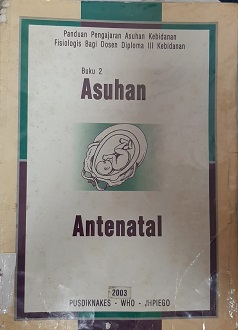 Panduan Pengajaran Asuhan Kebidanan
Fisiologis Bagi Dosen Diploma III Kebidanan
Buku 2
Asuhan
Antenatal
2003
PUSDIKNAKES - WHO - JHPIEGO